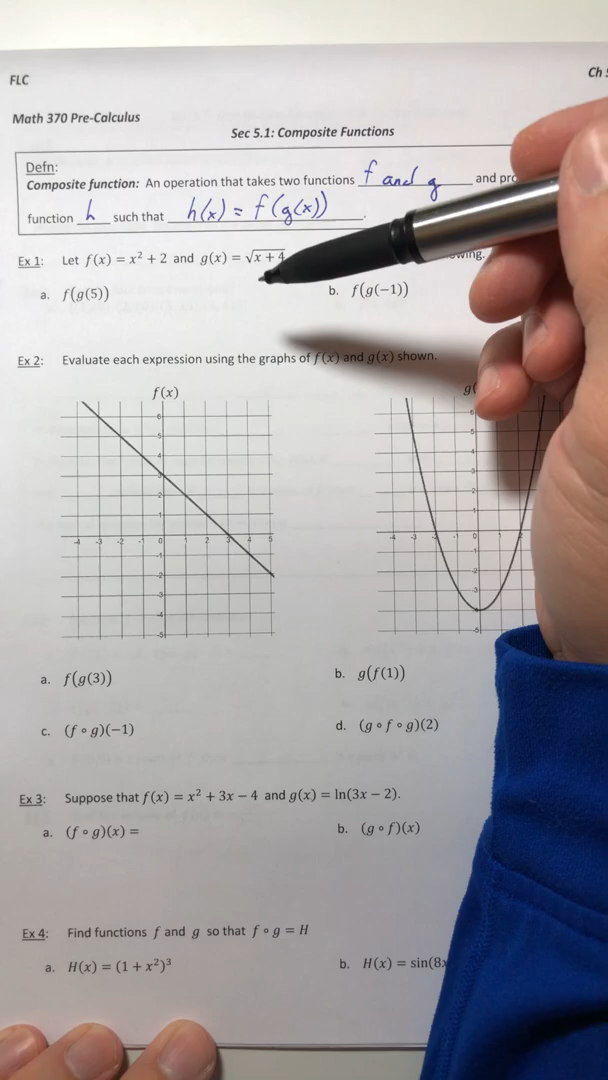 FLC
Ch
Math 370 Pre-Calculus
Sec 5.1: Composite Functions
Defn:
Composite function: An operation that takes two functions f and g and
function h such that h(x) = f(g(x)).
Ex 1: Let f(x) = x² + 2 and g(x) = √x + 4
a. f(g(5)) b. f(g(−1))
Ex 2: Evaluate each expression using the graphs of f(x) and g(x) shown.
f(x)
a. f(g(3)) b. g(f(1))
c. (f ∘ g)(−1) d. (g ∘ f ∘ g)(2)
Ex 3: Suppose that f(x) = x² + 3x − 4 and g(x) = ln(3x − 2).
a. (f ∘ g)(x) = b. (g ∘ f)(x)
Ex 4: Find functions f and g so that f ∘ g = H
a. H(x) = (1 + x²)³ b. H(x) = sin(8x